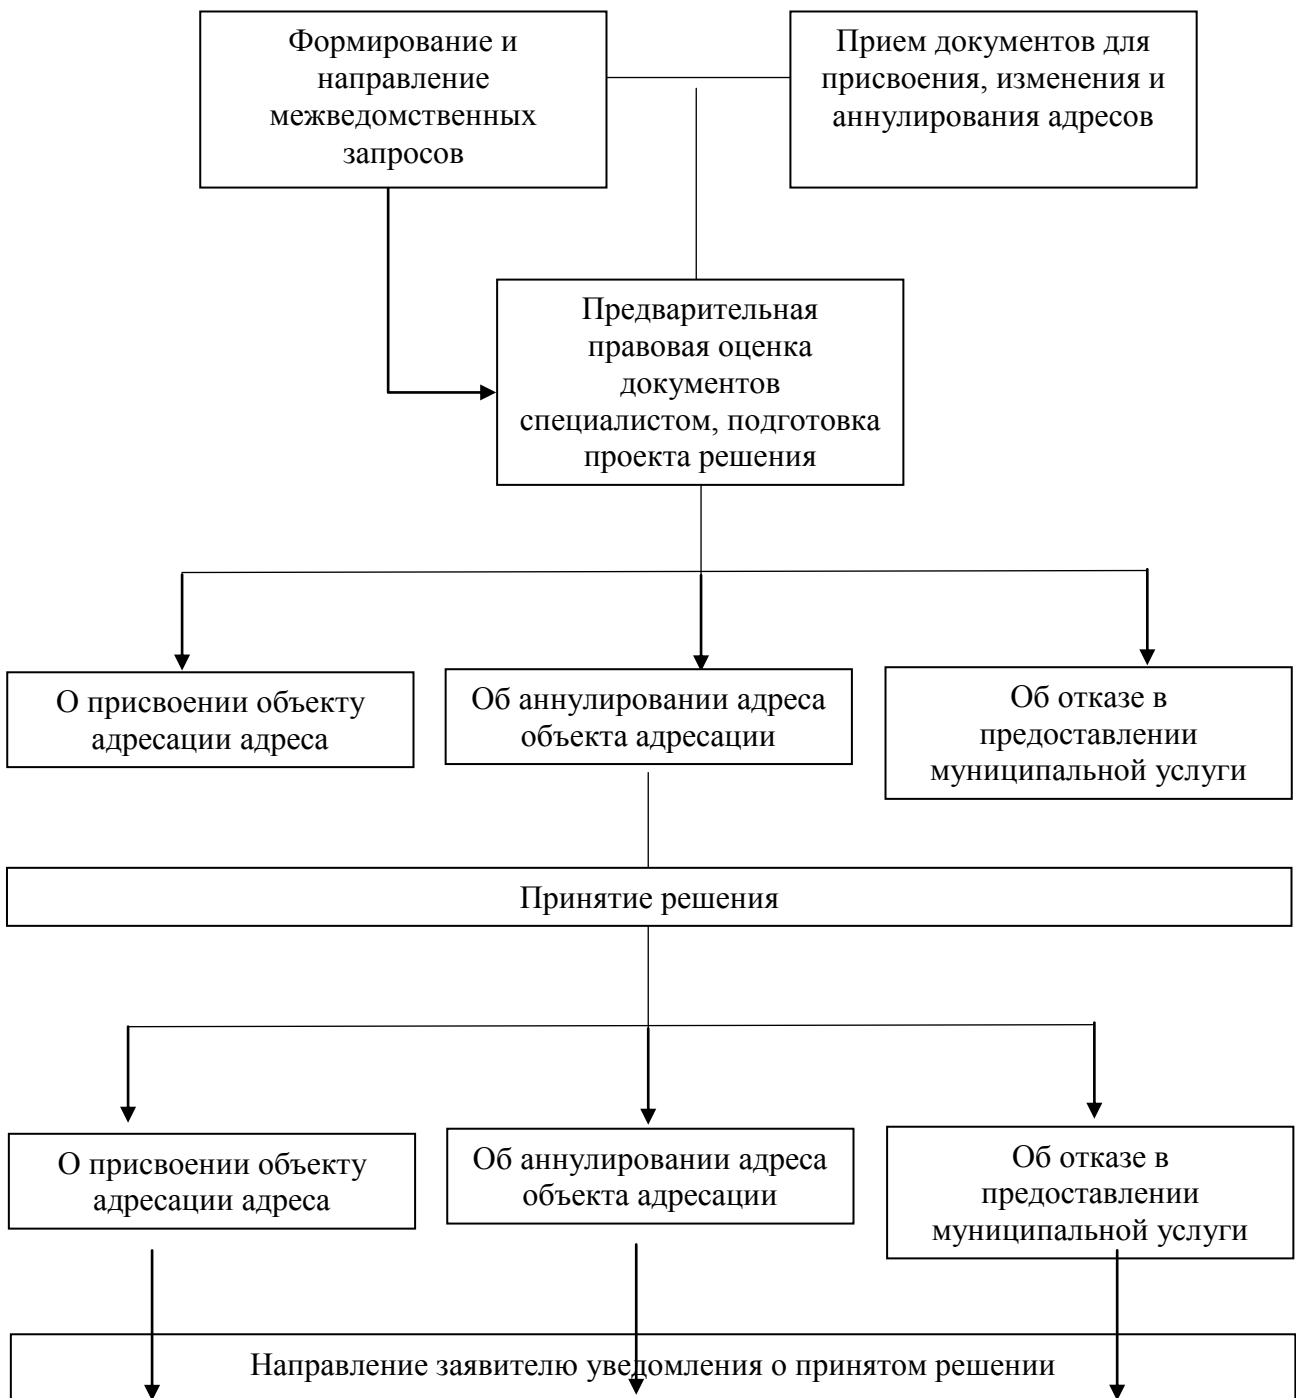 Формирование и
направление
межведомственных
запросов
Прием документов для
присвоения, изменения и
аннулирования адресов
Предварительная
правовая оценка
документов
специалистом, подготовка
проекта решения
О присвоении объекту
адресации адреса
Об аннулировании адреса
объекта адресации
Об отказе в
предоставлении
муниципальной услуги
Принятие решения
О присвоении объекту
адресации адреса
Об аннулировании адреса
объекта адресации
Об отказе в
предоставлении
муниципальной услуги
Направление заявителю уведомления о принятом решении